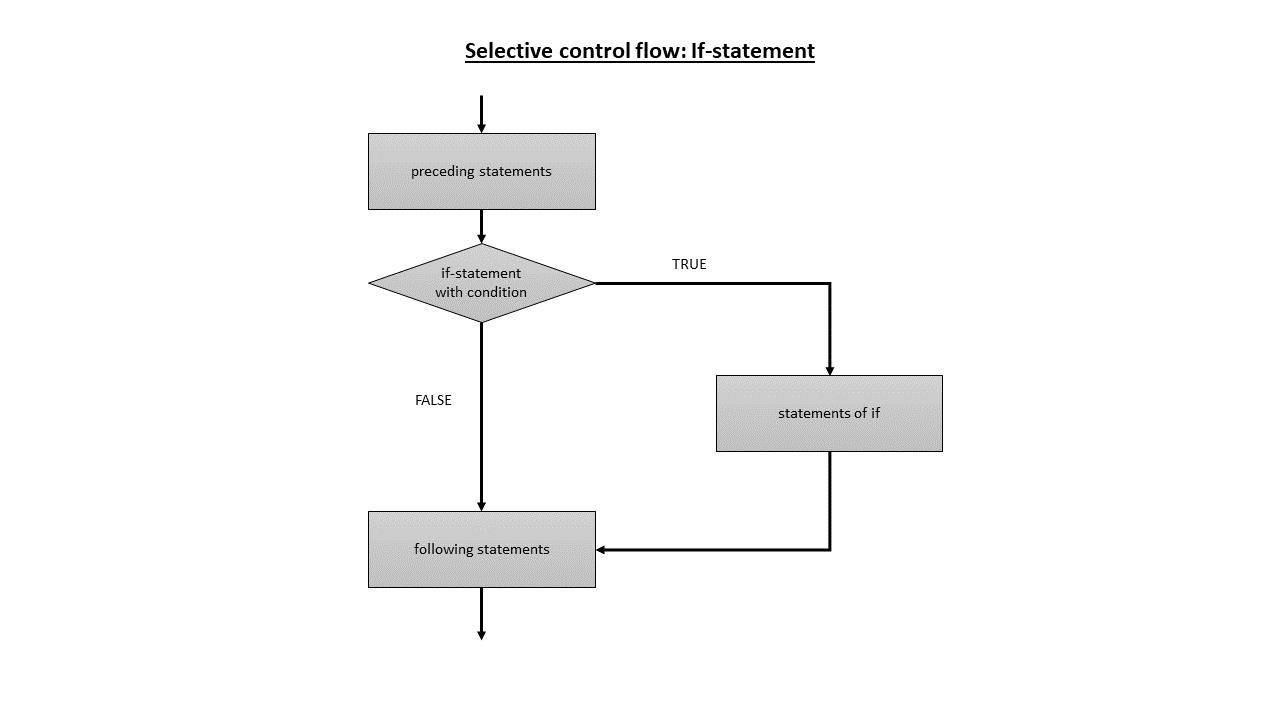 Selective control flow: If-statement
preceding statements
if-statement
with condition
TRUE
FALSE
statements of if
following statements